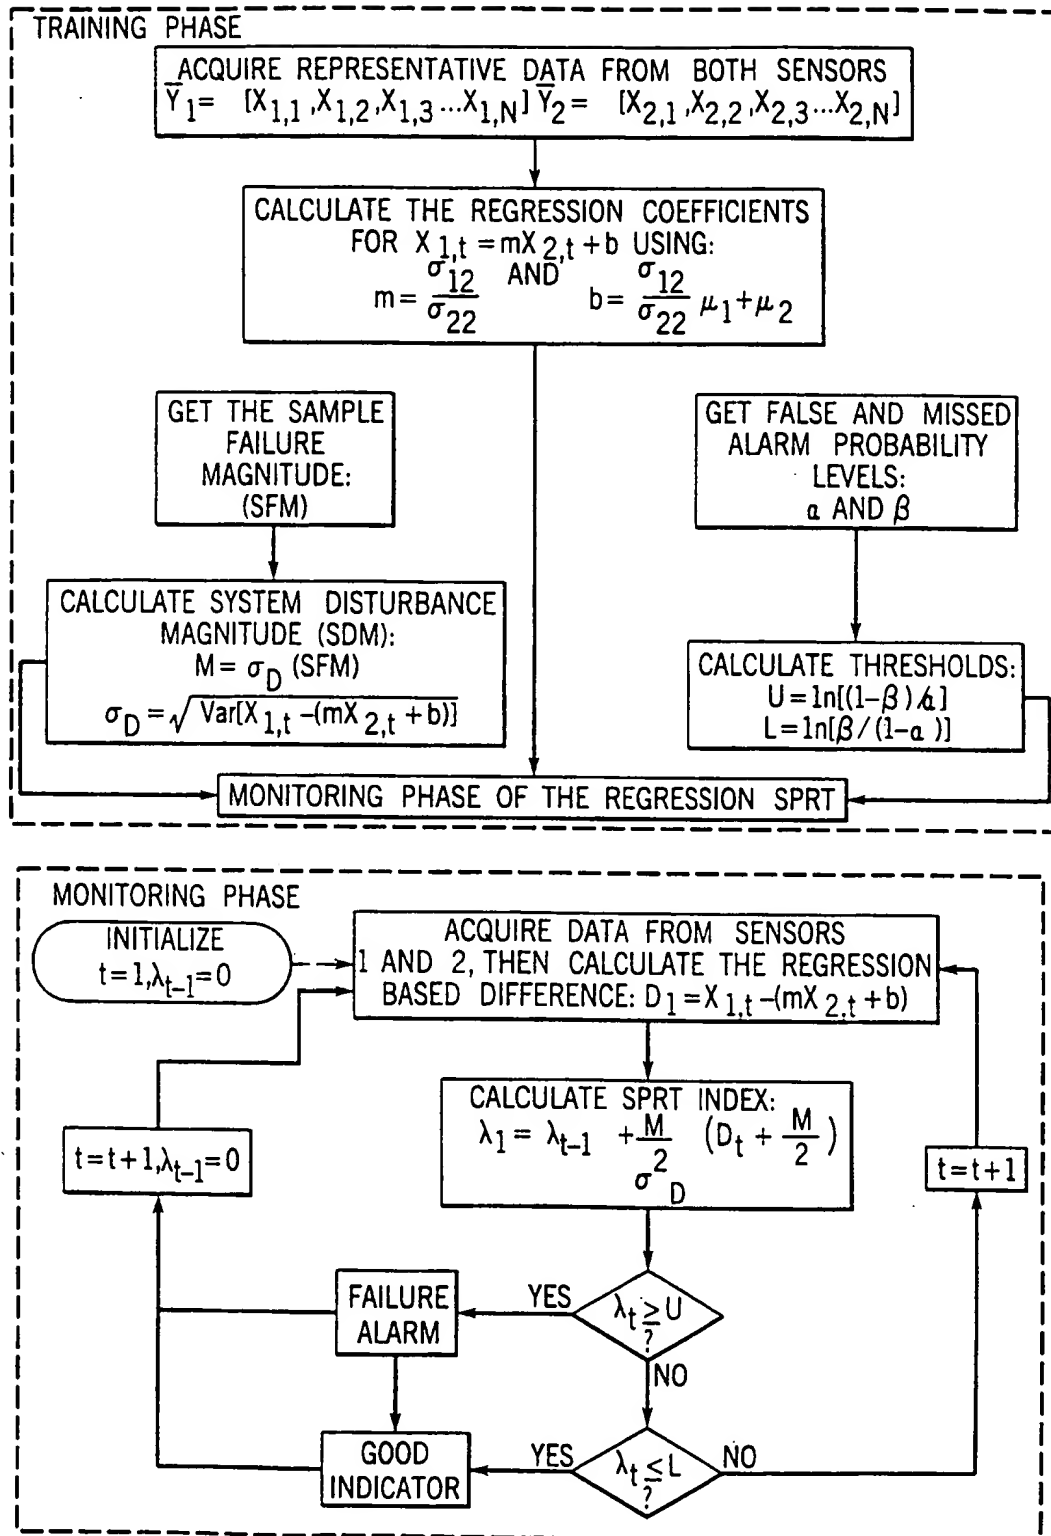 TRAINING PHASE
ACQUIRE REPRESENTATIVE DATA FROM BOTH SENSORS
Y̅₁= [X₁,₁,X₁,₂,X₁,₃...X₁,N] Y̅₂= [X₂,₁,X₂,₂,X₂,₃...X₂,N]
CALCULATE THE REGRESSION COEFFICIENTS
FOR X₁,t=mX₂,t+b USING:
m= σ₁₂/σ₂₂ AND b= σ₁₂/σ₂₂ μ₁+μ₂
GET THE SAMPLE
FAILURE
MAGNITUDE:
(SFM)
GET FALSE AND MISSED
ALARM PROBABILITY
LEVELS:
α AND β
CALCULATE SYSTEM DISTURBANCE
MAGNITUDE (SDM):
M= σ_D (SFM)
σ_D=√Var[X₁,t-(mX₂,t+b)]
CALCULATE THRESHOLDS:
U=ln[(1-β)/α]
L=ln[β/(1-α)]
MONITORING PHASE OF THE REGRESSION SPRT
MONITORING PHASE
INITIALIZE
t=1,λt-1=0
ACQUIRE DATA FROM SENSORS
1 AND 2, THEN CALCULATE THE REGRESSION
BASED DIFFERENCE: D₁=X₁,t-(mX₂,t+b)
CALCULATE SPRT INDEX:
λ₁= λt-1 + M/σ²_D (Dt + M/2)
t=t+1,λt-1=0
t=t+1
FAILURE
ALARM
YES
λt≥U
?
NO
GOOD
INDICATOR
YES
λt≤L
?
NO